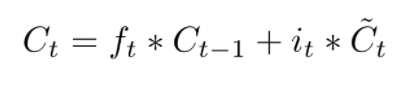 $C_t = f_t * C_{t-1} + i_t * \tilde{C}_t$